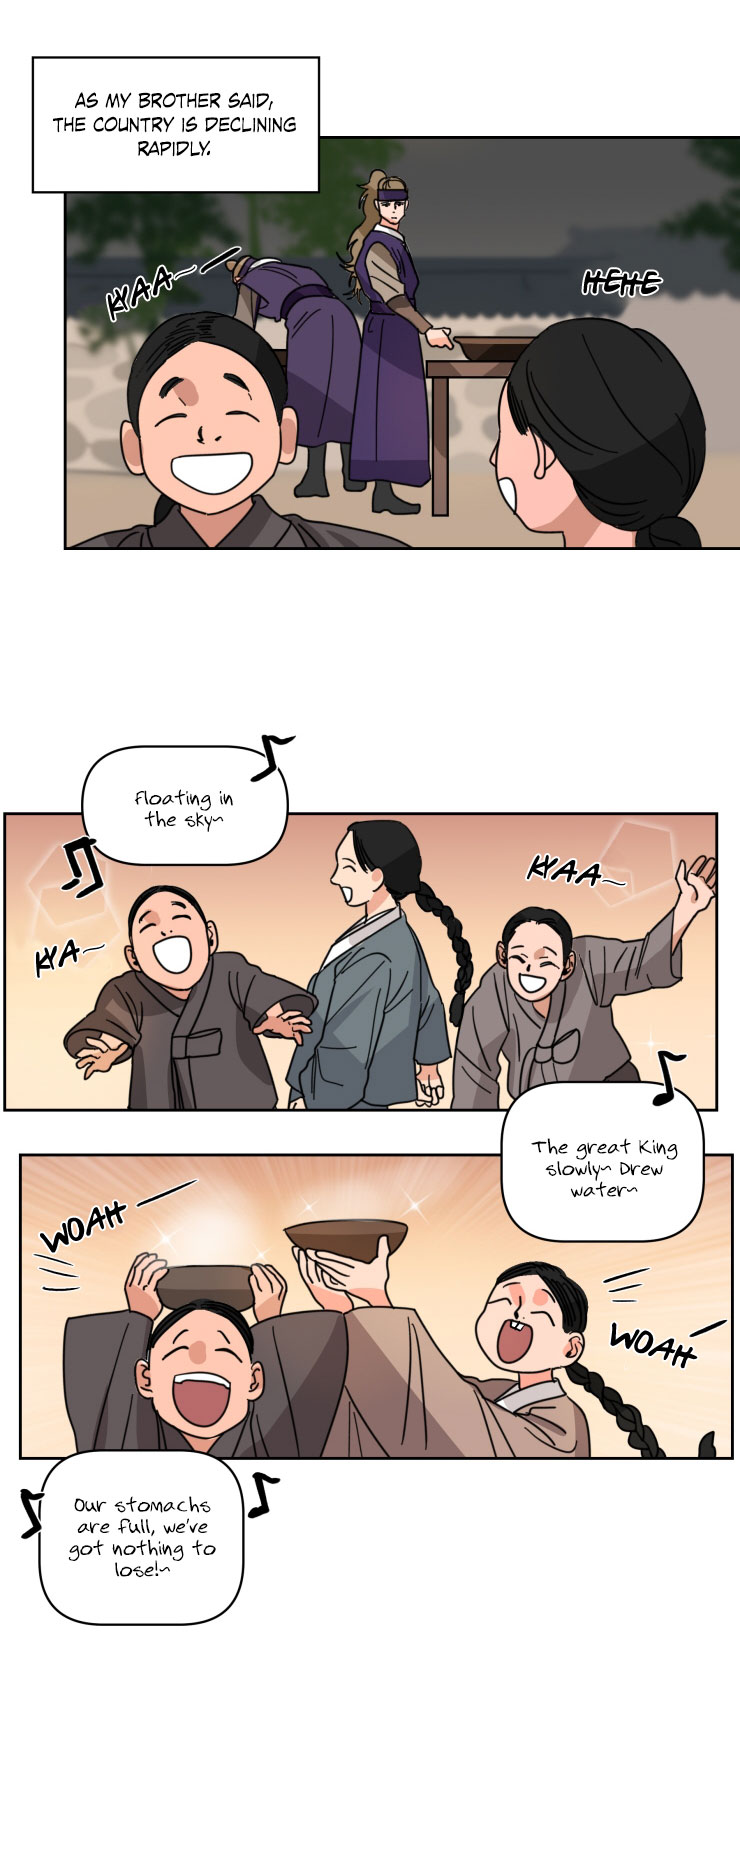 AS MY BROTHER SAID,
THE COUNTRY IS DECLINING
RAPIDLY.
KYAA~
HEHE
Floating in
the sky~
KYAA~
KYA~
The great King
slowly~ Drew
water~
WOAH
WOAH
Our stomachs
are full, we've
got nothing to
lose!~